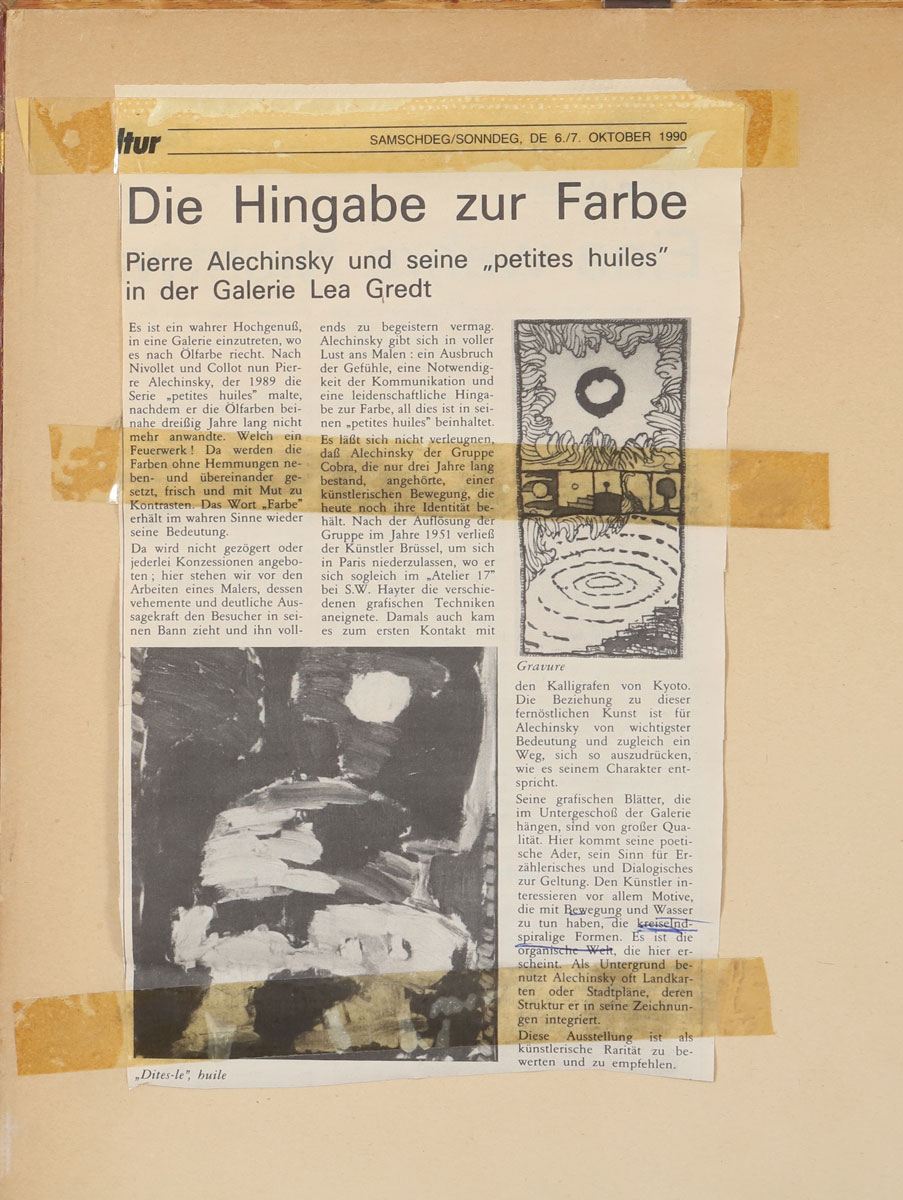 ltur
SAMSCHDEG/SONNDEG, DE 6./7. OKTOBER 1990
Die Hingabe zur Farbe
Pierre Alechinsky und seine „petites huiles”
in der Galerie Lea Gredt
Es ist ein wahrer Hochgenuß,
in eine Galerie einzutreten, wo
es nach Ölfarbe riecht. Nach
Nivollet und Collot nun Pier-
re Alechinsky, der 1989 die
Serie „petites huiles” malte,
nachdem er die Ölfarben bei-
nahe dreißig Jahre lang nicht
mehr anwandte. Welch ein
Feuerwerk ! Da werden die
Farben ohne Hemmungen ne-
ben- und übereinander ge-
setzt, frisch und mit Mut zu
Kontrasten. Das Wort „Farbe”
erhält im wahren Sinne wieder
seine Bedeutung.
Da wird nicht gezögert oder
jederlei Konzessionen angebo-
ten ; hier stehen wir vor den
Arbeiten eines Malers, dessen
vehemente und deutliche Aus-
sagekraft den Besucher in sei-
nen Bann zieht und ihn voll-
ends zu begeistern vermag.
Alechinsky gibt sich in voller
Lust ans Malen : ein Ausbruch
der Gefühle, eine Notwendig-
keit der Kommunikation und
eine leidenschaftliche Hinga-
be zur Farbe, all dies ist in sei-
nen „petites huiles” beinhaltet.
Es läßt sich nicht verleugnen,
daß Alechinsky der Gruppe
Cobra, die nur drei Jahre lang
bestand, angehörte, einer
künstlerischen Bewegung, die
heute noch ihre Identität be-
hält. Nach der Auflösung der
Gruppe im Jahre 1951 verließ
der Künstler Brüssel, um sich
in Paris niederzulassen, wo er
sich sogleich im „Atelier 17”
bei S.W. Hayter die verschie-
denen grafischen Techniken
aneignete. Damals auch kam
es zum ersten Kontakt mit
Gravure
den Kalligrafen von Kyoto.
Die Beziehung zu dieser
fernöstlichen Kunst ist für
Alechinsky von wichtigster
Bedeutung und zugleich ein
Weg, sich so auszudrücken,
wie es seinem Charakter ent-
spricht.
Seine grafischen Blätter, die
im Untergeschoß der Galerie
hängen, sind von großer Qua-
lität. Hier kommt seine poeti-
sche Ader, sein Sinn für Er-
zählerisches und Dialogisches
zur Geltung. Den Künstler in-
teressieren vor allem Motive,
die mit Bewegung und Wasser
zu tun haben, die kreiselnd-
spiralige Formen. Es ist die
organische Welt, die hier er-
scheint. Als Untergrund be-
nutzt Alechinsky oft Landkar-
ten oder Stadtpläne, deren
Struktur er in seine Zeichnun-
gen integriert.
Diese Ausstellung ist als
künstlerische Rarität zu be-
werten und zu empfehlen.
„Dites-le”, huile